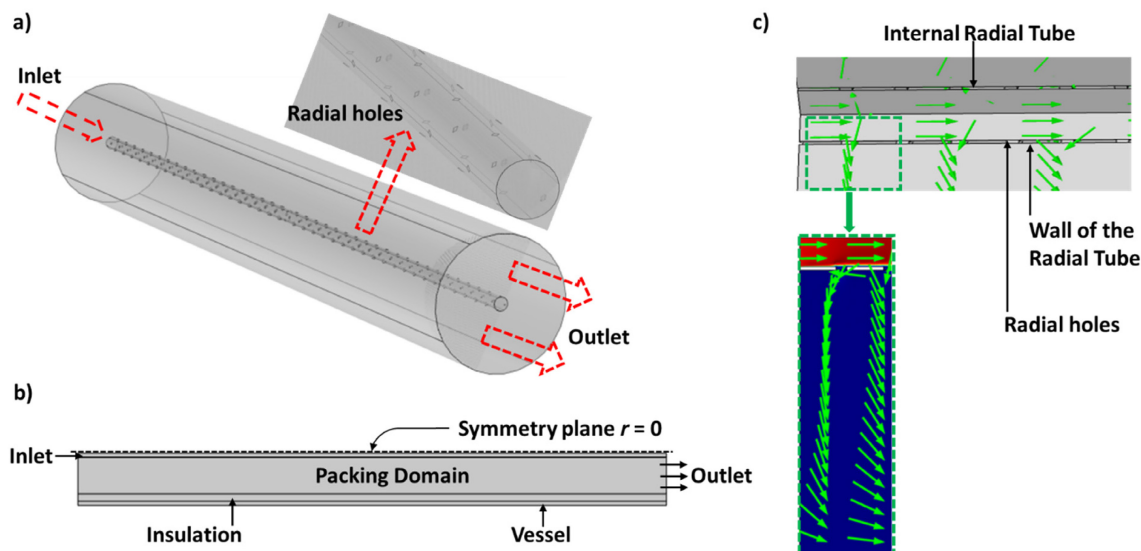 a)
Inlet
Radial holes
Outlet
b)
Symmetry plane r = 0
Inlet
Packing Domain
Outlet
Insulation
Vessel
c)
Internal Radial Tube
Wall of the
Radial Tube
Radial holes